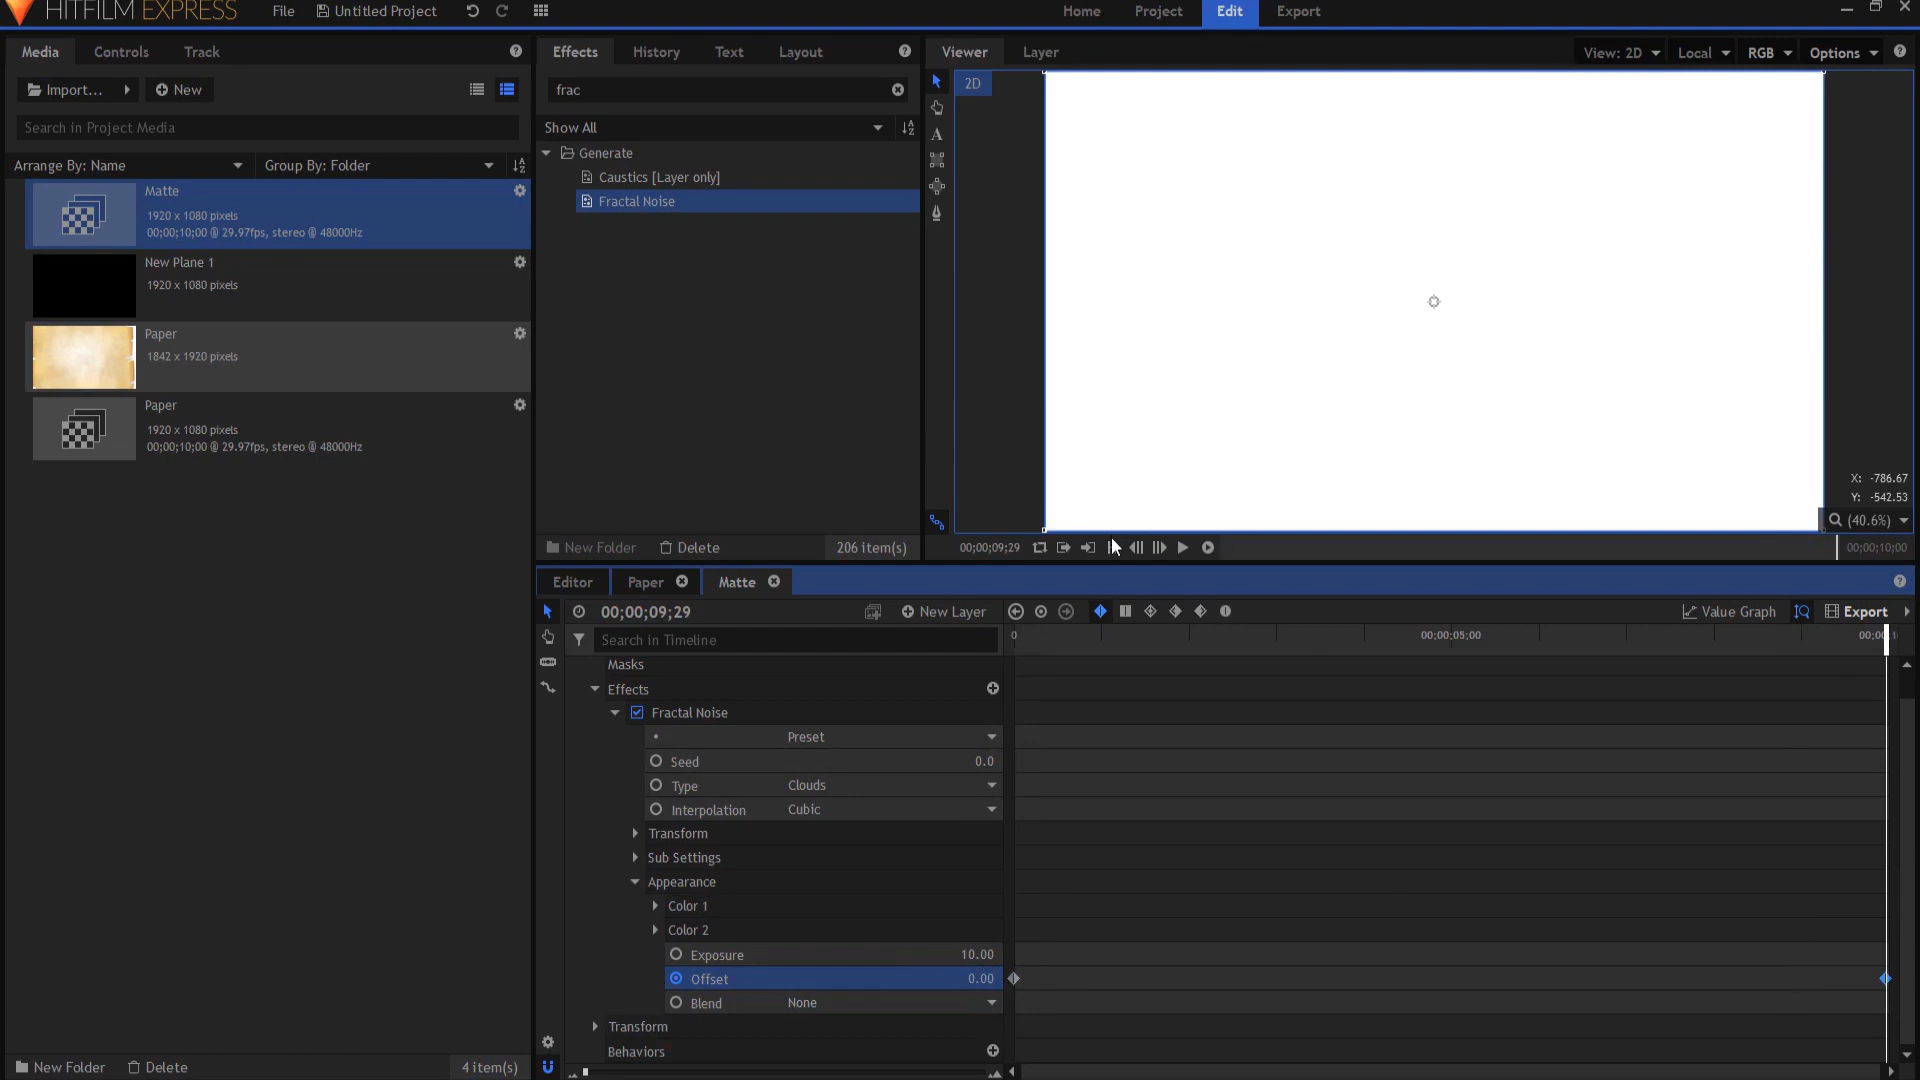 HITFILM EXPRESS
File
Untitled Project
Home
Project
Edit
Export
Media
Controls
Track
Import...
New
Search in Project Media
Arrange By: Name
Group By: Folder
Matte
1920 x 1080 pixels
00;00;10;00 @ 29.97fps, stereo @ 48000Hz
New Plane 1
1920 x 1080 pixels
Paper
1842 x 1920 pixels
Paper
1920 x 1080 pixels
00;00;10;00 @ 29.97fps, stereo @ 48000Hz
New Folder
Delete
4 item(s)
Effects
History
Text
Layout
frac
Show All
Generate
Caustics [Layer only]
Fractal Noise
New Folder
Delete
206 item(s)
Viewer
Layer
View: 2D
Local
RGB
Options
2D
A
X: -786.67
Y: -542.53
(40.6%)
00;00;09;29
00;00;10;00
Editor
Paper
Matte
00;00;09;29
New Layer
Value Graph
Export
Search in Timeline
0
00;00;05;00
Masks
Effects
Fractal Noise
Preset
Seed 0.0
Type Clouds
Interpolation Cubic
Transform
Sub Settings
Appearance
Color 1
Color 2
Exposure 10.00
Offset 0.00
Blend None
Transform
Behaviors